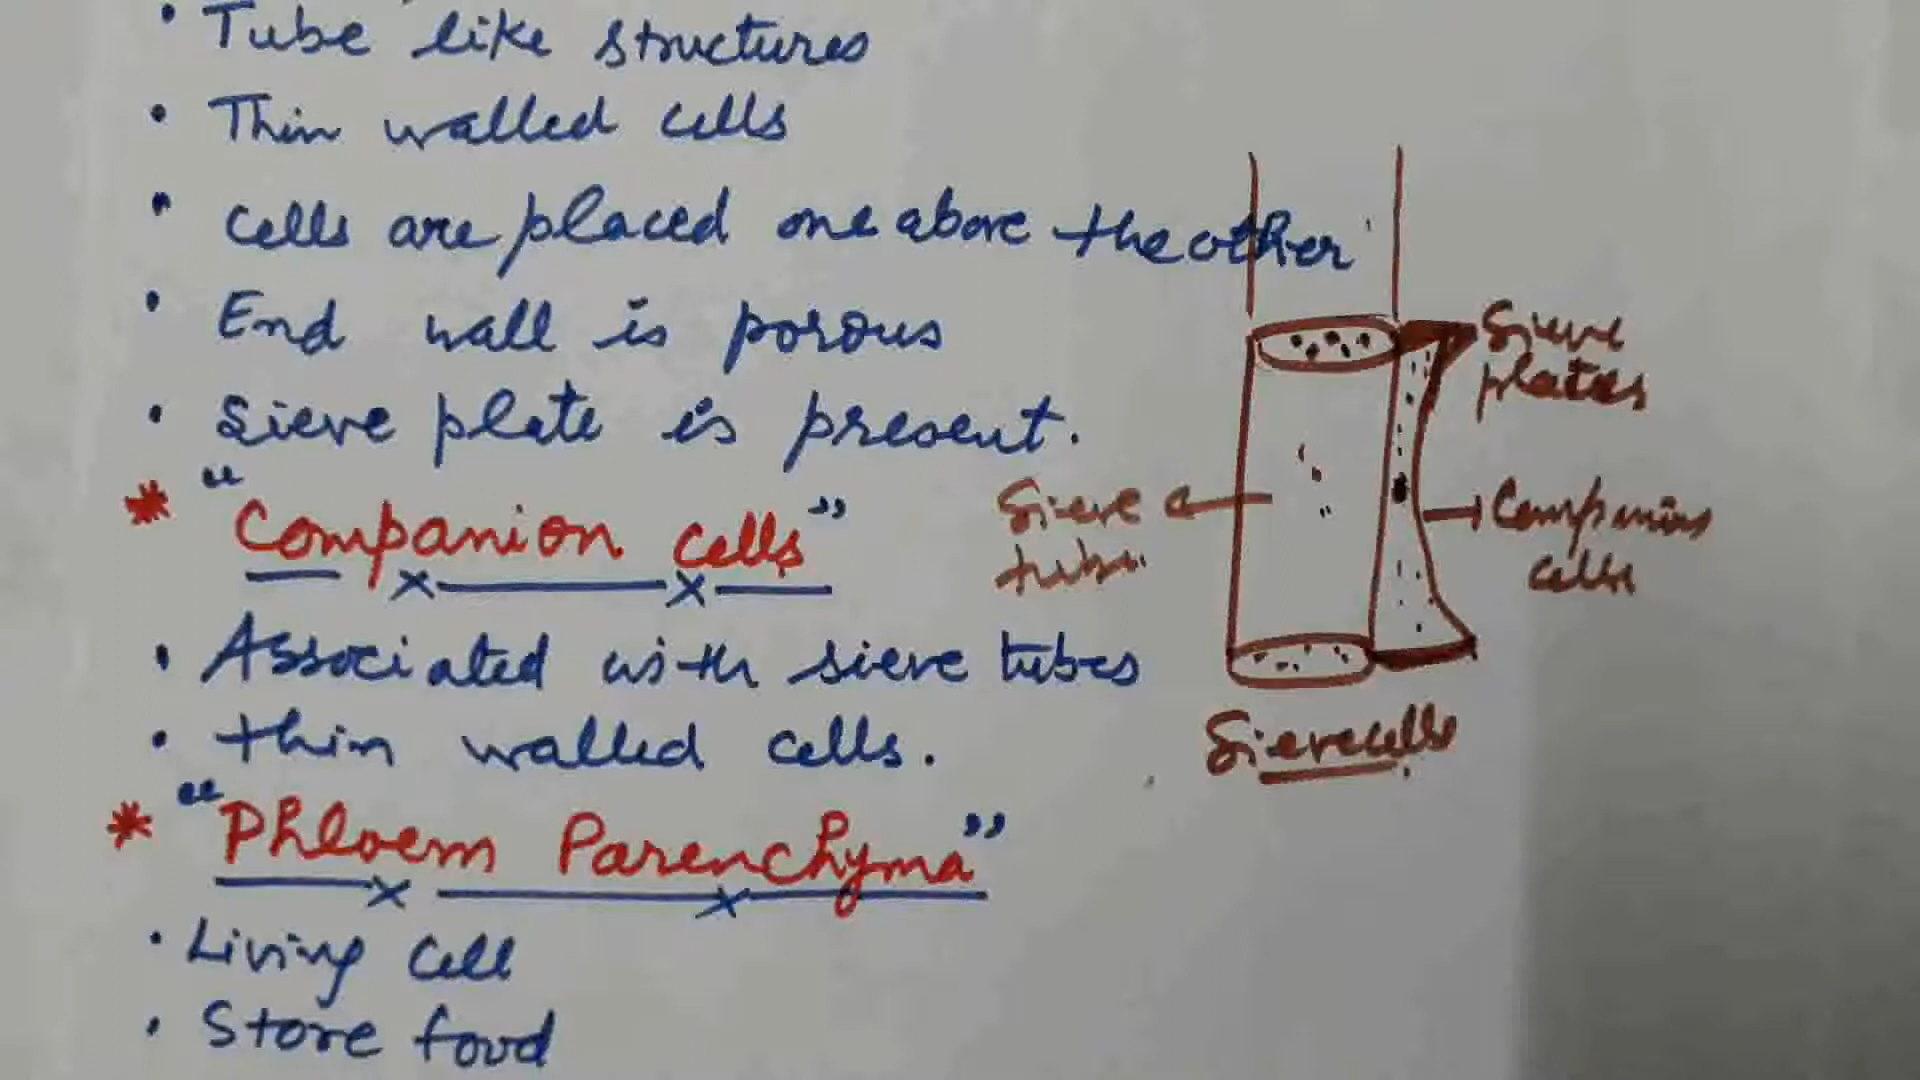 • Tube like structures
• Thin walled cells
• cells are placed one above the other
• End wall is porous
• Sieve plate is present.
* "Companion cells"
• Associated with sieve tubes
• thin walled cells.
* "Phloem Parenchyma"
• Living cell
• Store food
Sieve
plates
Sieve
tube
Companion
cells
Sieve cells